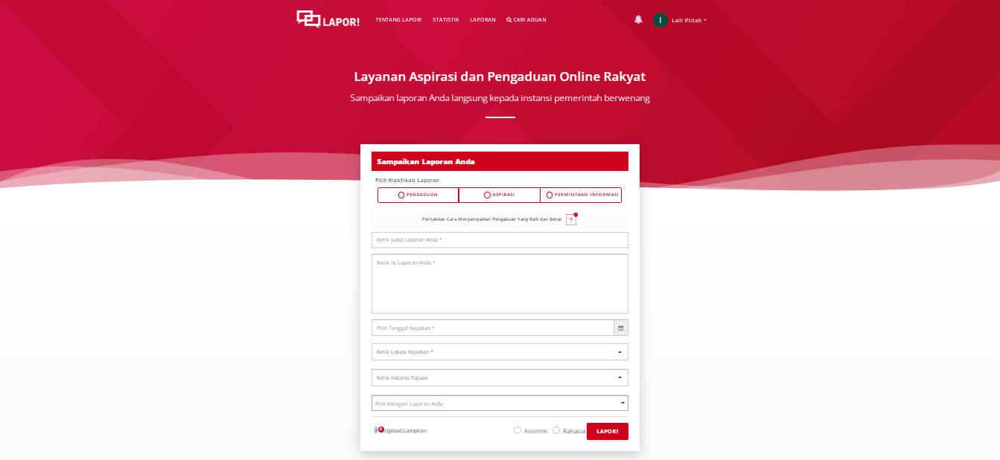 LAPOR!
TENTANG LAPOR!
STATISTIK
LAPORAN
CARI ADUAN
I
Laili Iftitah
Layanan Aspirasi dan Pengaduan Online Rakyat
Sampaikan laporan Anda langsung kepada instansi pemerintah berwenang
Sampaikan Laporan Anda
Pilih Klasifikasi Laporan
PENGADUAN
ASPIRASI
PERMINTAAN INFORMASI
Perhatikan Cara Menyampaikan Pengaduan Yang Baik dan Benar
?
Ketik Judul Laporan Anda *
Ketik Isi Laporan Anda *
Pilih Tanggal Kejadian *
Ketik Lokasi Kejadian *
Ketik Instansi Tujuan
Pilih Kategori Laporan Anda
0
Upload Lampiran
Anonim
Rahasia
LAPOR!